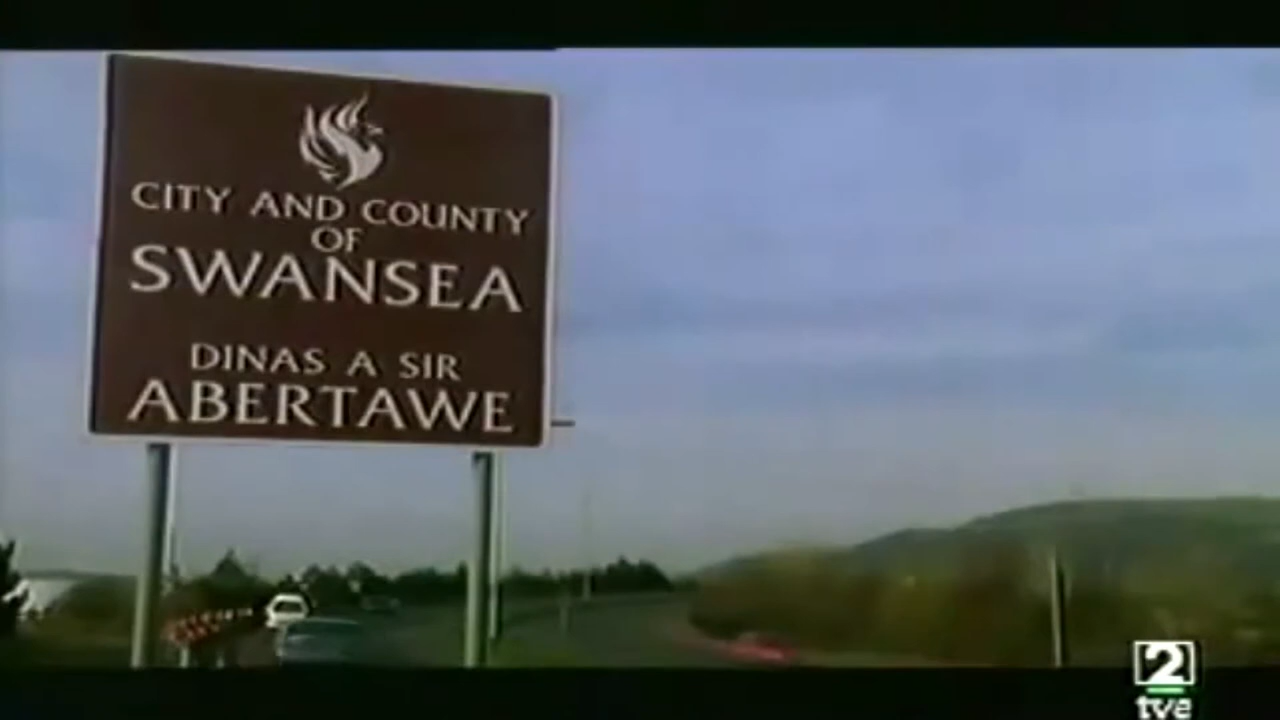 CITY AND COUNTY
OF
SWANSEA
DINAS A SIR
ABERTAWE
2
tve